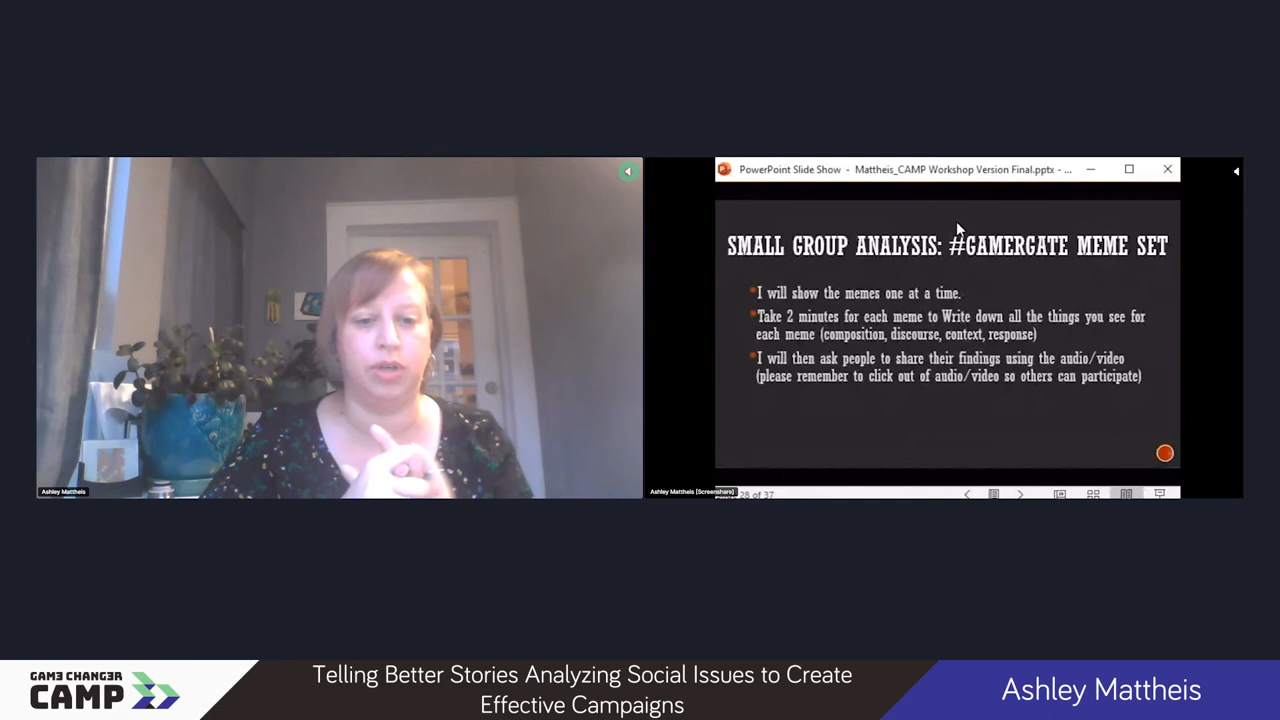 PowerPoint Slide Show - Mattheis_CAMP Workshop Version Final.pptx - ...
SMALL GROUP ANALYSIS: #GAMERGATE MEME SET
I will show the memes one at a time.
Take 2 minutes for each meme to Write down all the things you see for
each meme (composition, discourse, context, response)
I will then ask people to share their findings using the audio/video
(please remember to click out of audio/video so others can participate)
Ashley Mattheis
Ashley Mattheis (Screenshare)
28 of 37
GAME CHANGER
CAMP
Telling Better Stories Analyzing Social Issues to Create
Effective Campaigns
Ashley Mattheis